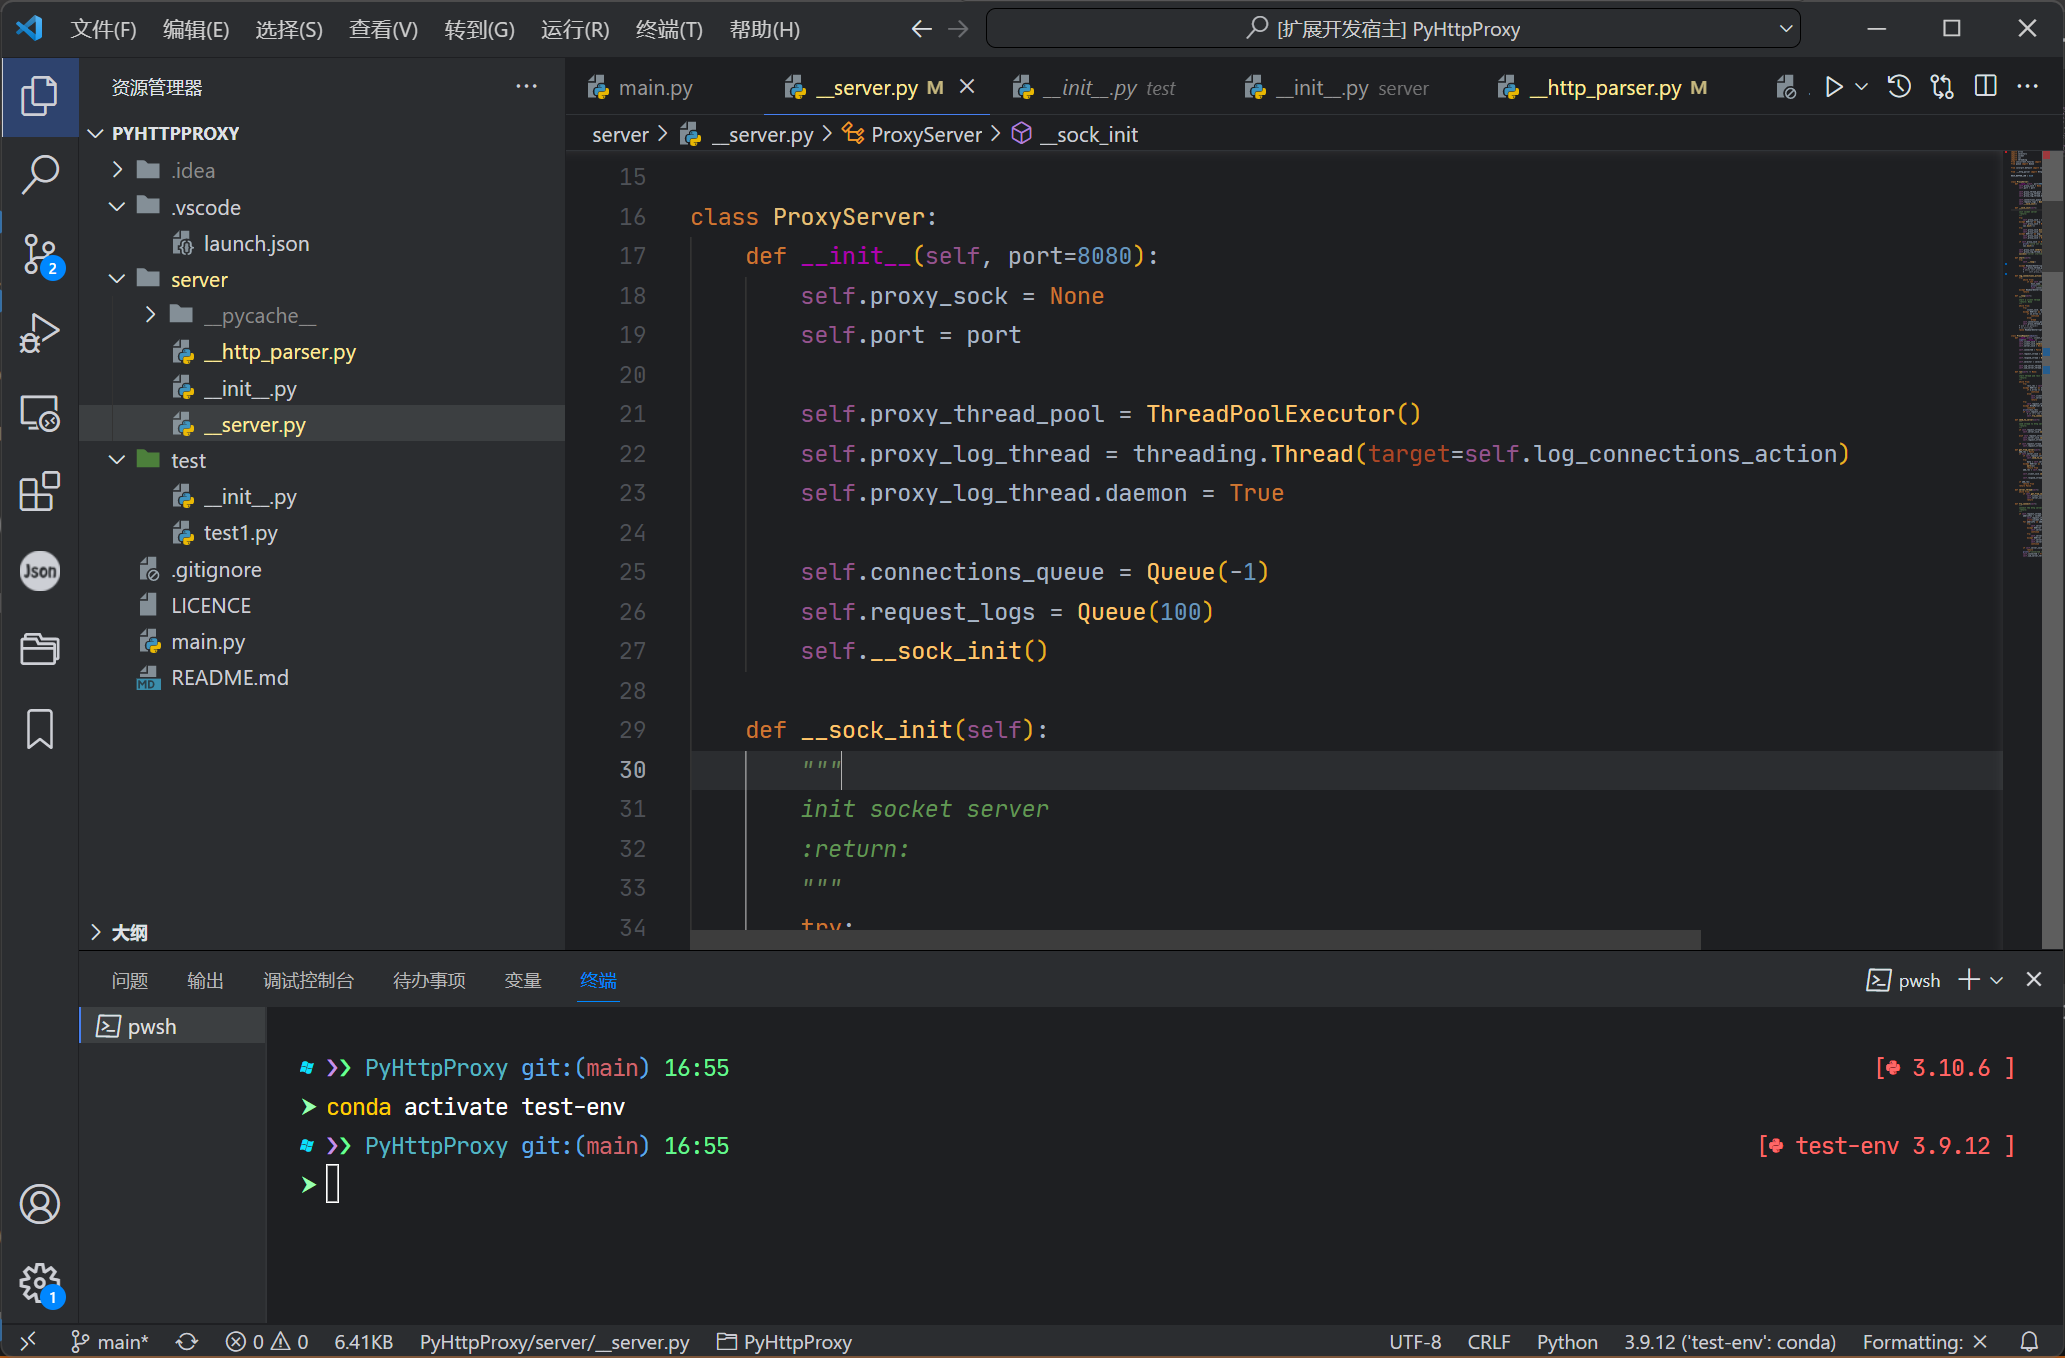 文件(F) 编辑(E) 选择(S) 查看(V) 转到(G) 运行(R) 终端(T) 帮助(H) [扩展开发宿主] PyHttpProxy
资源管理器
PYHTTPPROXY
.idea
.vscode
launch.json
server
__pycache__
__http_parser.py
__init__.py
__server.py
test
__init__.py
test1.py
.gitignore
LICENCE
main.py
README.md
大纲
2
Json
1
main.py __server.py M __init__.py test __init__.py server __http_parser.py M
server __server.py ProxyServer __sock_init
15
16 class ProxyServer:
17 def __init__(self, port=8080):
18 self.proxy_sock = None
19 self.port = port
20
21 self.proxy_thread_pool = ThreadPoolExecutor()
22 self.proxy_log_thread = threading.Thread(target=self.log_connections_action)
23 self.proxy_log_thread.daemon = True
24
25 self.connections_queue = Queue(-1)
26 self.request_logs = Queue(100)
27 self.__sock_init()
28
29 def __sock_init(self):
30 """
31 init socket server
32 :return:
33 """
34 try:
问题 输出 调试控制台 待办事项 变量 终端 pwsh
pwsh
❯❯ PyHttpProxy git:(main) 16:55 [ 3.10.6 ]
➤ conda activate test-env
❯❯ PyHttpProxy git:(main) 16:55 [ test-env 3.9.12 ]
➤
main* 0 0 6.41KB PyHttpProxy/server/__server.py PyHttpProxy UTF-8 CRLF Python 3.9.12 ('test-env': conda) Formatting: ✕